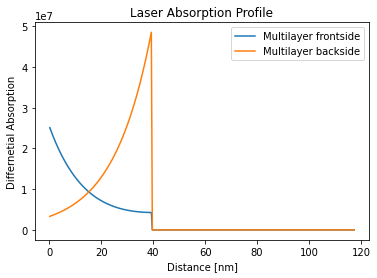 Laser Absorption Profile
1e7
Multilayer frontside
Multilayer backside
5
4
3
2
1
0
Differnetial Absorption
0 20 40 60 80 100 120
Distance [nm]